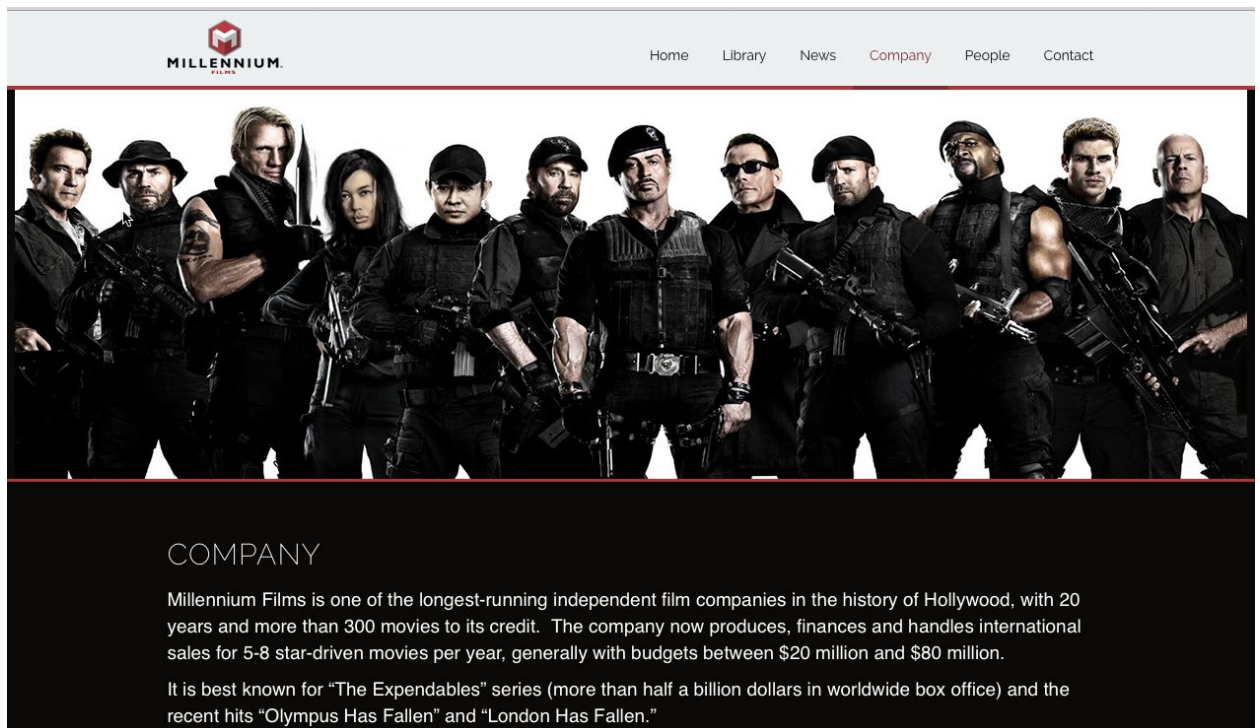 MILLENNIUM.
FILMS
Home Library News Company People Contact
COMPANY
Millennium Films is one of the longest-running independent film companies in the history of Hollywood, with 20
years and more than 300 movies to its credit.  The company now produces, finances and handles international
sales for 5-8 star-driven movies per year, generally with budgets between $20 million and $80 million.
It is best known for “The Expendables” series (more than half a billion dollars in worldwide box office) and the
recent hits “Olympus Has Fallen” and “London Has Fallen.”